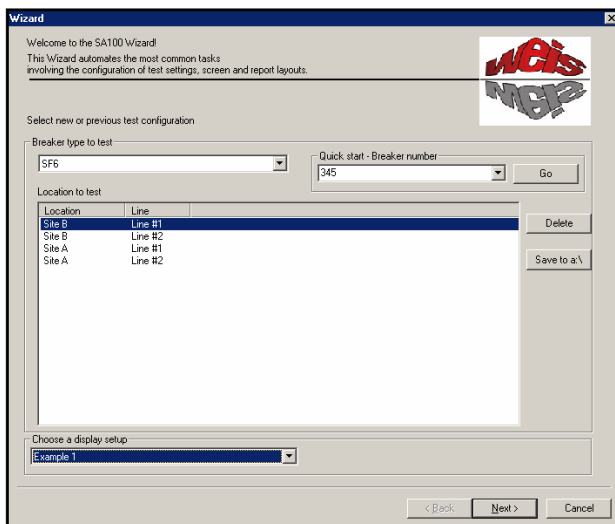 Wizard
Welcome to the SA100 Wizard!
This Wizard automates the most common tasks
involving the configuration of test settings, screen and report layouts.
weis
Select new or previous test configuration
Breaker type to test
SF6
Quick start - Breaker number
345
Go
Location to test
Location Line
Site B Line #1
Site B Line #2
Site A Line #1
Site A Line #2
Delete
Save to a:\
Choose a display setup
Example 1
< Back
Next >
Cancel